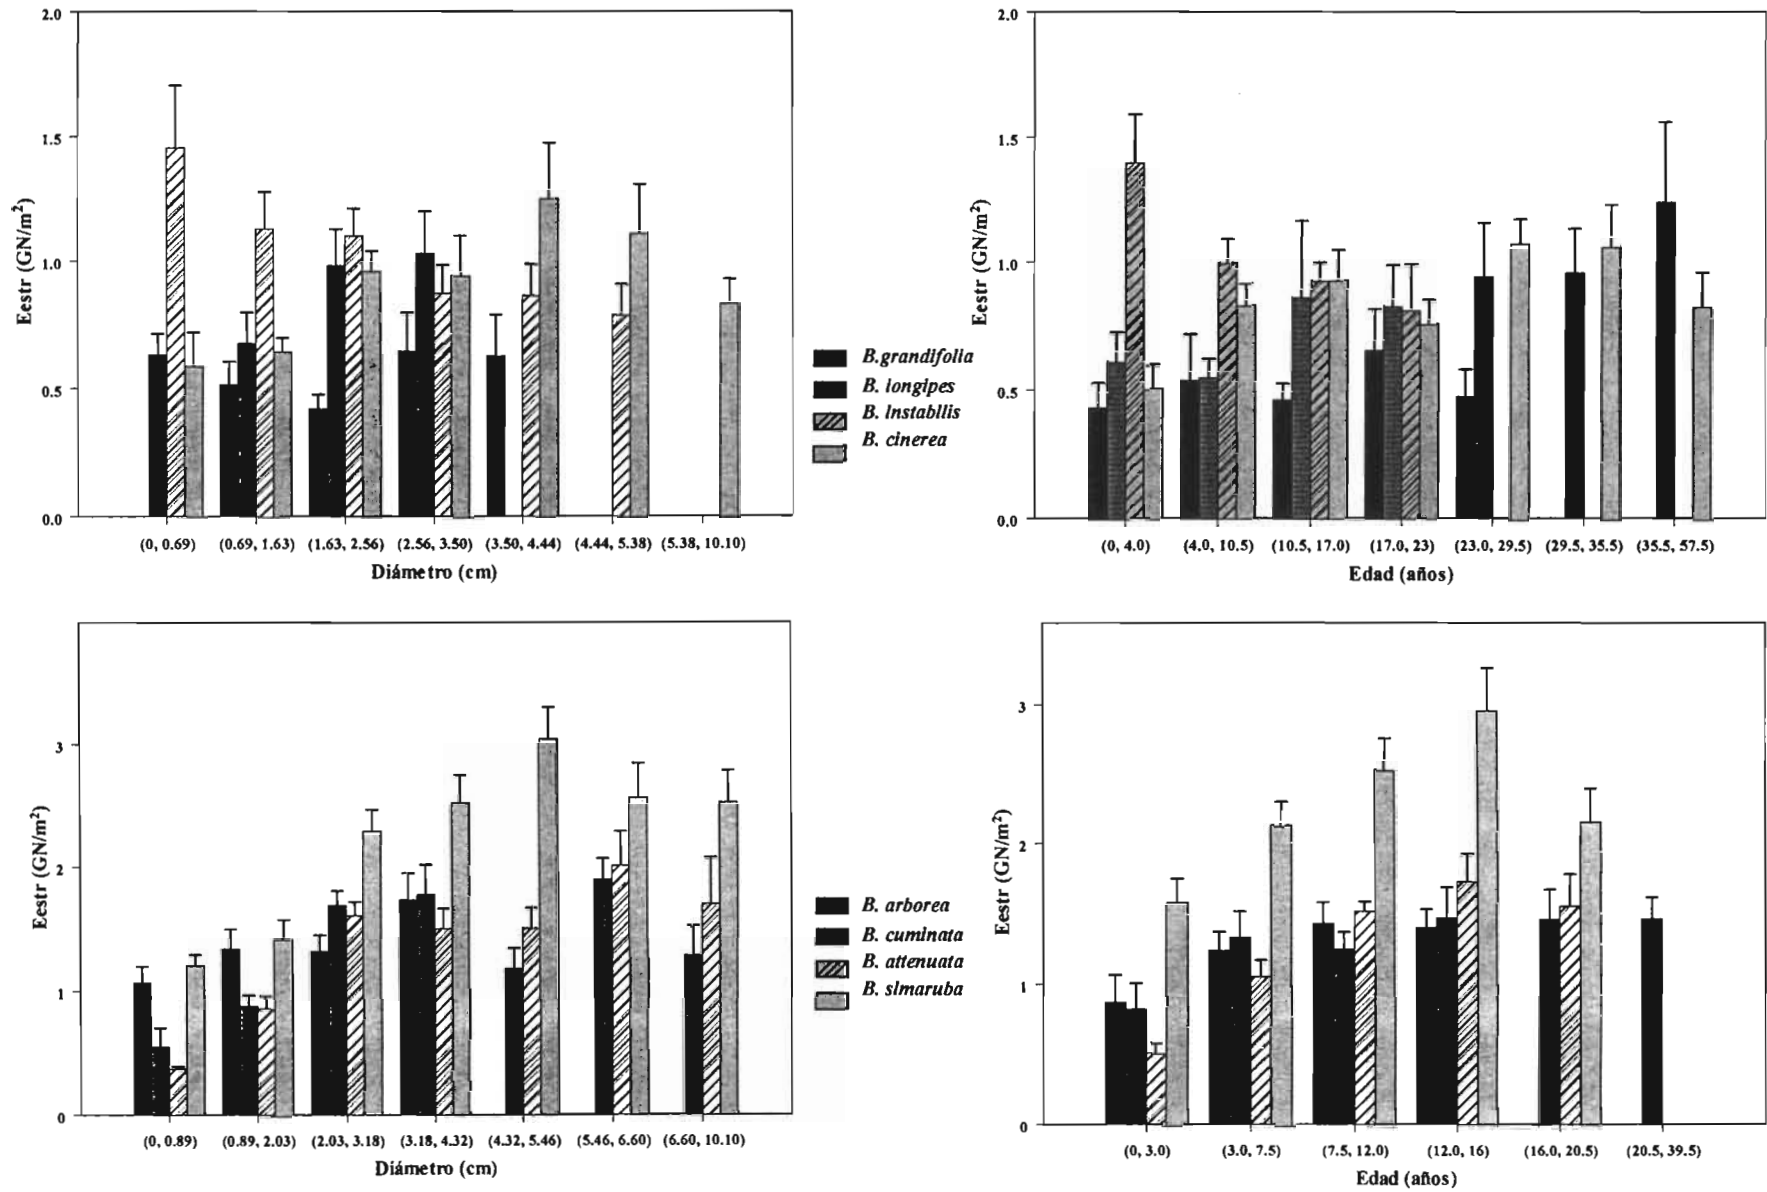 2.0
1.5
1.0
0.5
0.0
Eestr (GN/m²)
(0, 0.69) (0.69, 1.63) (1.63, 2.56) (2.56, 3.50) (3.50, 4.44) (4.44, 5.38) (5.38, 10.10)
Diámetro (cm)
B.grandifolia
B. longipes
B. instabilis
B. cinerea
2.0
1.5
1.0
0.5
0.0
Eestr (GN/m²)
(0, 4.0) (4.0, 10.5) (10.5, 17.0) (17.0, 23) (23.0, 29.5) (29.5, 35.5) (35.5, 57.5)
Edad (años)
3
2
1
0
Eestr (GN/m²)
(0, 0.89) (0.89, 2.03) (2.03, 3.18) (3.18, 4.32) (4.32, 5.46) (5.46, 6.60) (6.60, 10.10)
Diámetro (cm)
B. arborea
B. cuminata
B. attenuata
B. simaruba
3
2
1
0
Eestr (GN/m²)
(0, 3.0) (3.0, 7.5) (7.5, 12.0) (12.0, 16) (16.0, 20.5) (20.5, 39.5)
Edad (años)